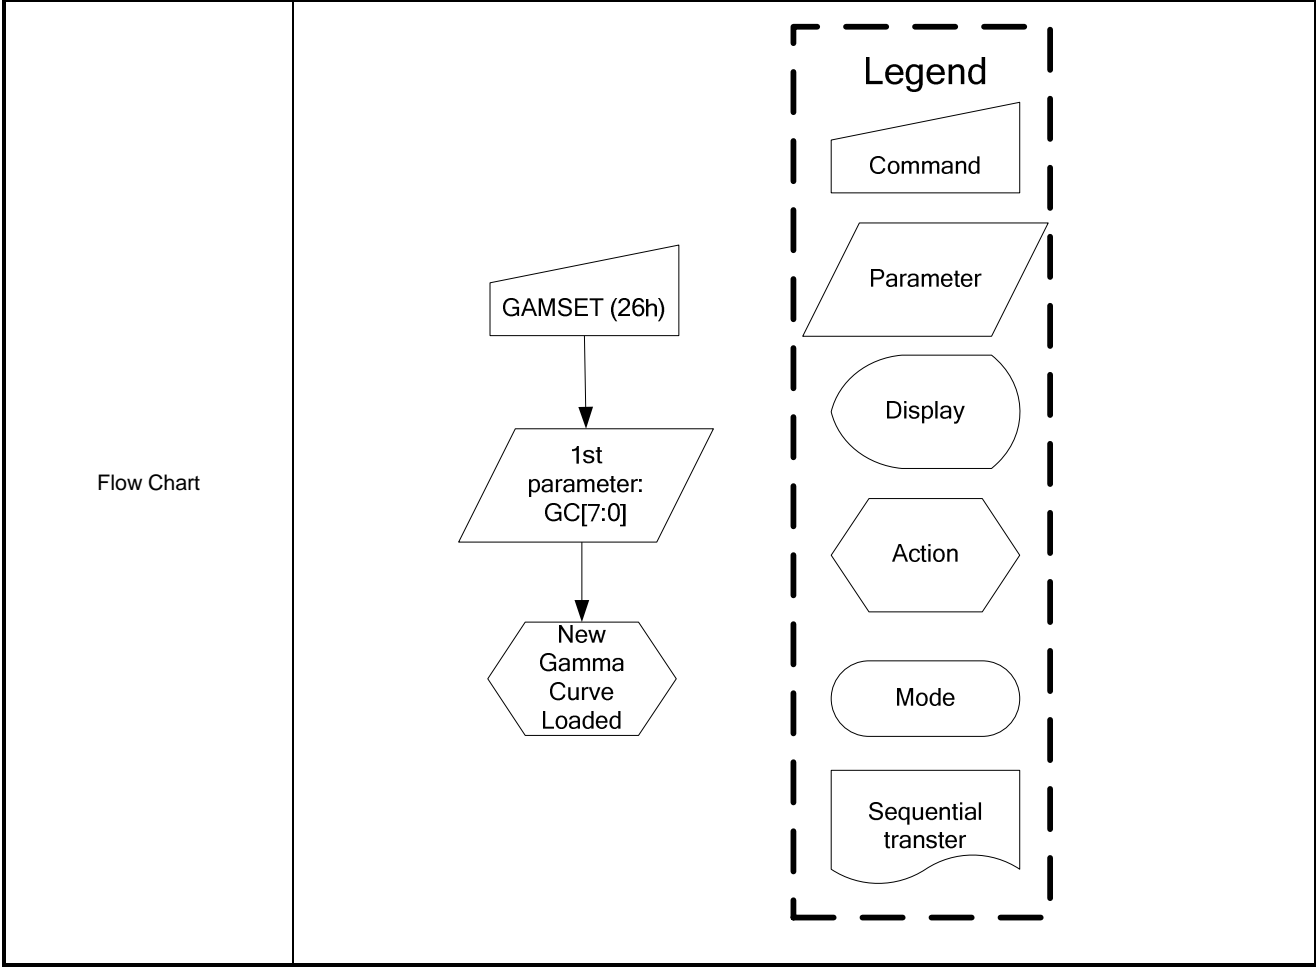 Flow Chart
GAMSET (26h)
1st
parameter:
GC[7:0]
New
Gamma
Curve
Loaded
Legend
Command
Parameter
Display
Action
Mode
Sequential
transter